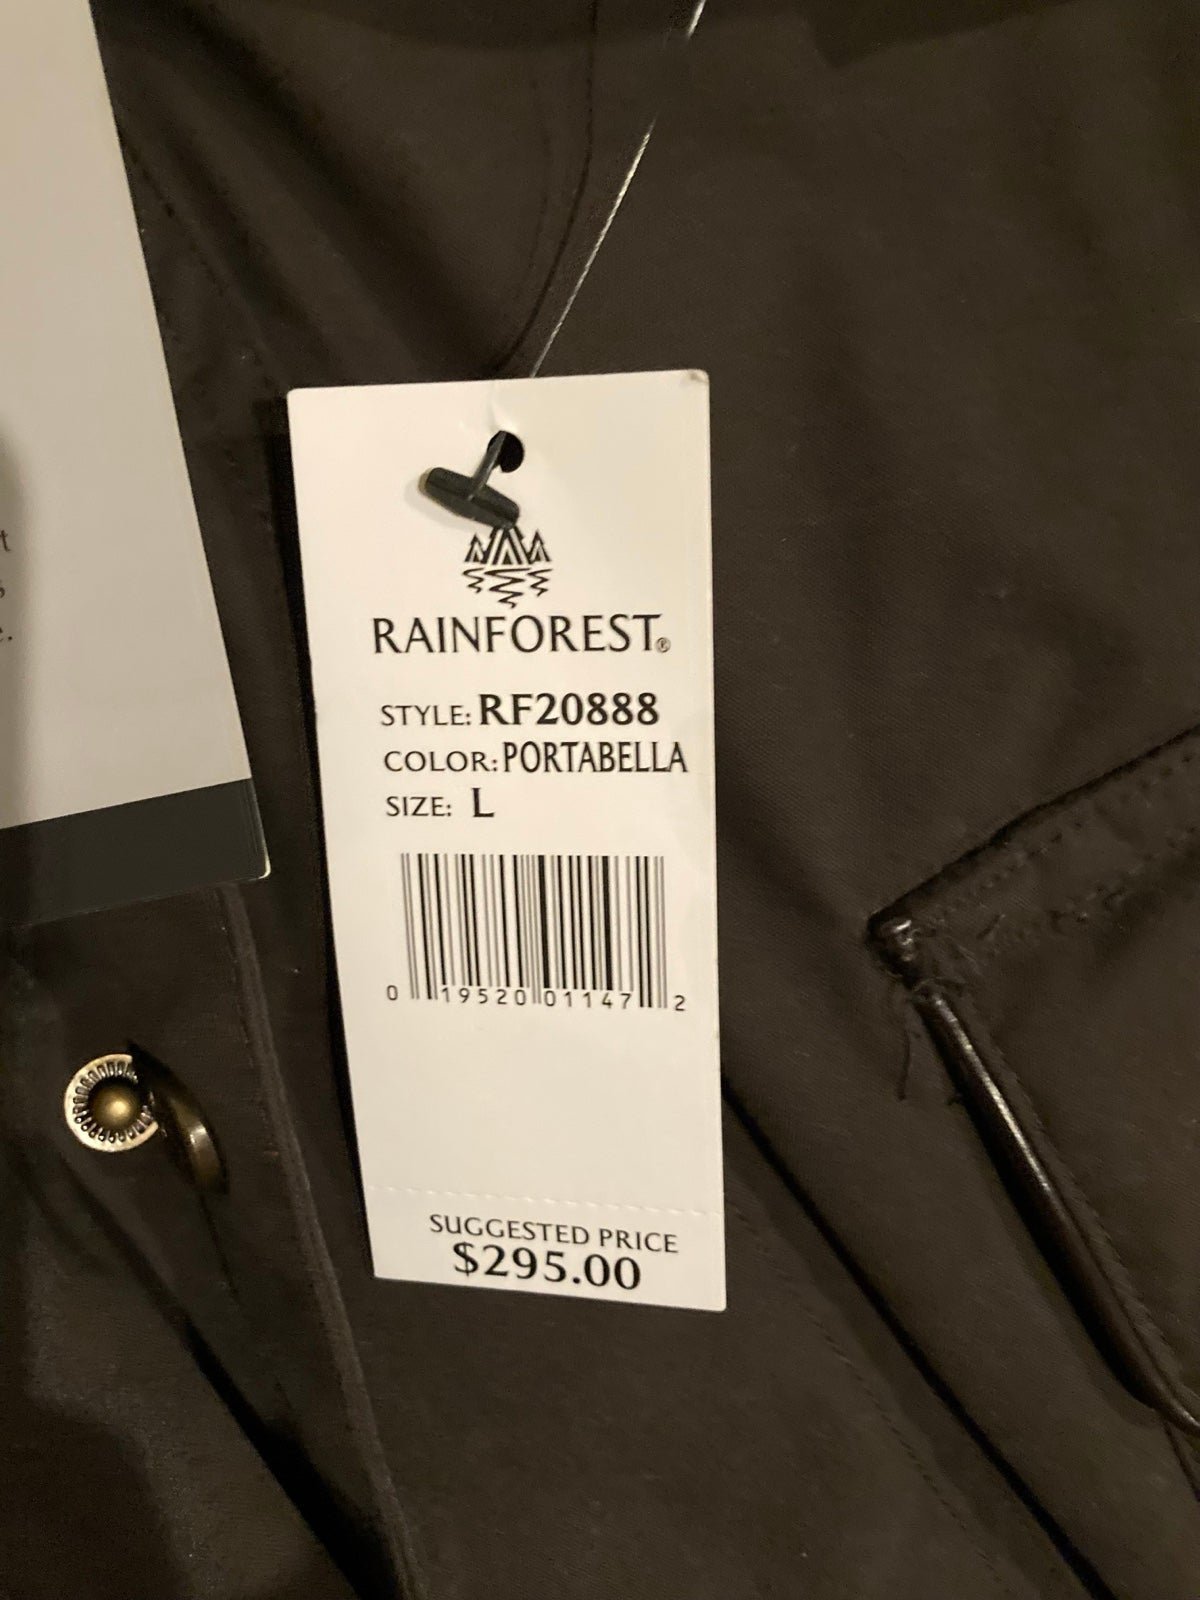 RAINFOREST®
STYLE: RF20888
COLOR: PORTABELLA
SIZE: L
0 19520 01147 2
SUGGESTED PRICE
$295.00